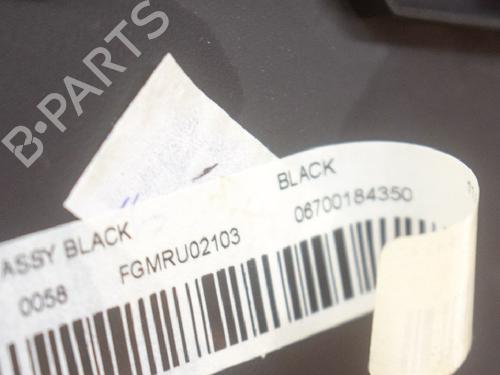 B-PARTS
ASSY BLACK
BLACK
0058 FGMRU02103 06700184350